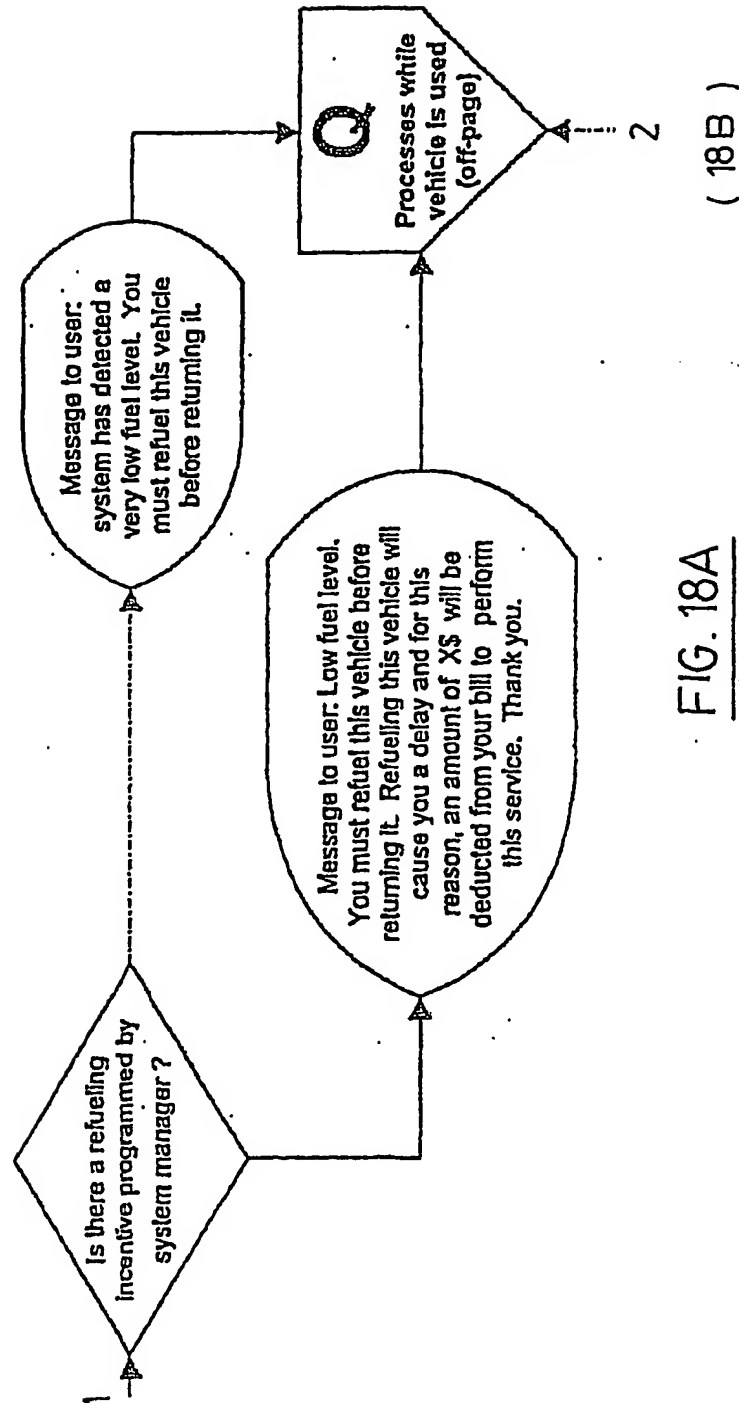 1
Is there a refueling
incentive programmed by
system manager?
Message to user:
system has detected a
very low fuel level. You
must refuel this vehicle
before returning it.
Message to user: Low fuel level.
You must refuel this vehicle before
returning it. Refueling this vehicle will
cause you a delay and for this
reason, an amount of X$ will be
deducted from your bill to perform
this service. Thank you.
Q
Processes while
vehicle is used
(off-page)
2
FIG. 18A
( 18B )